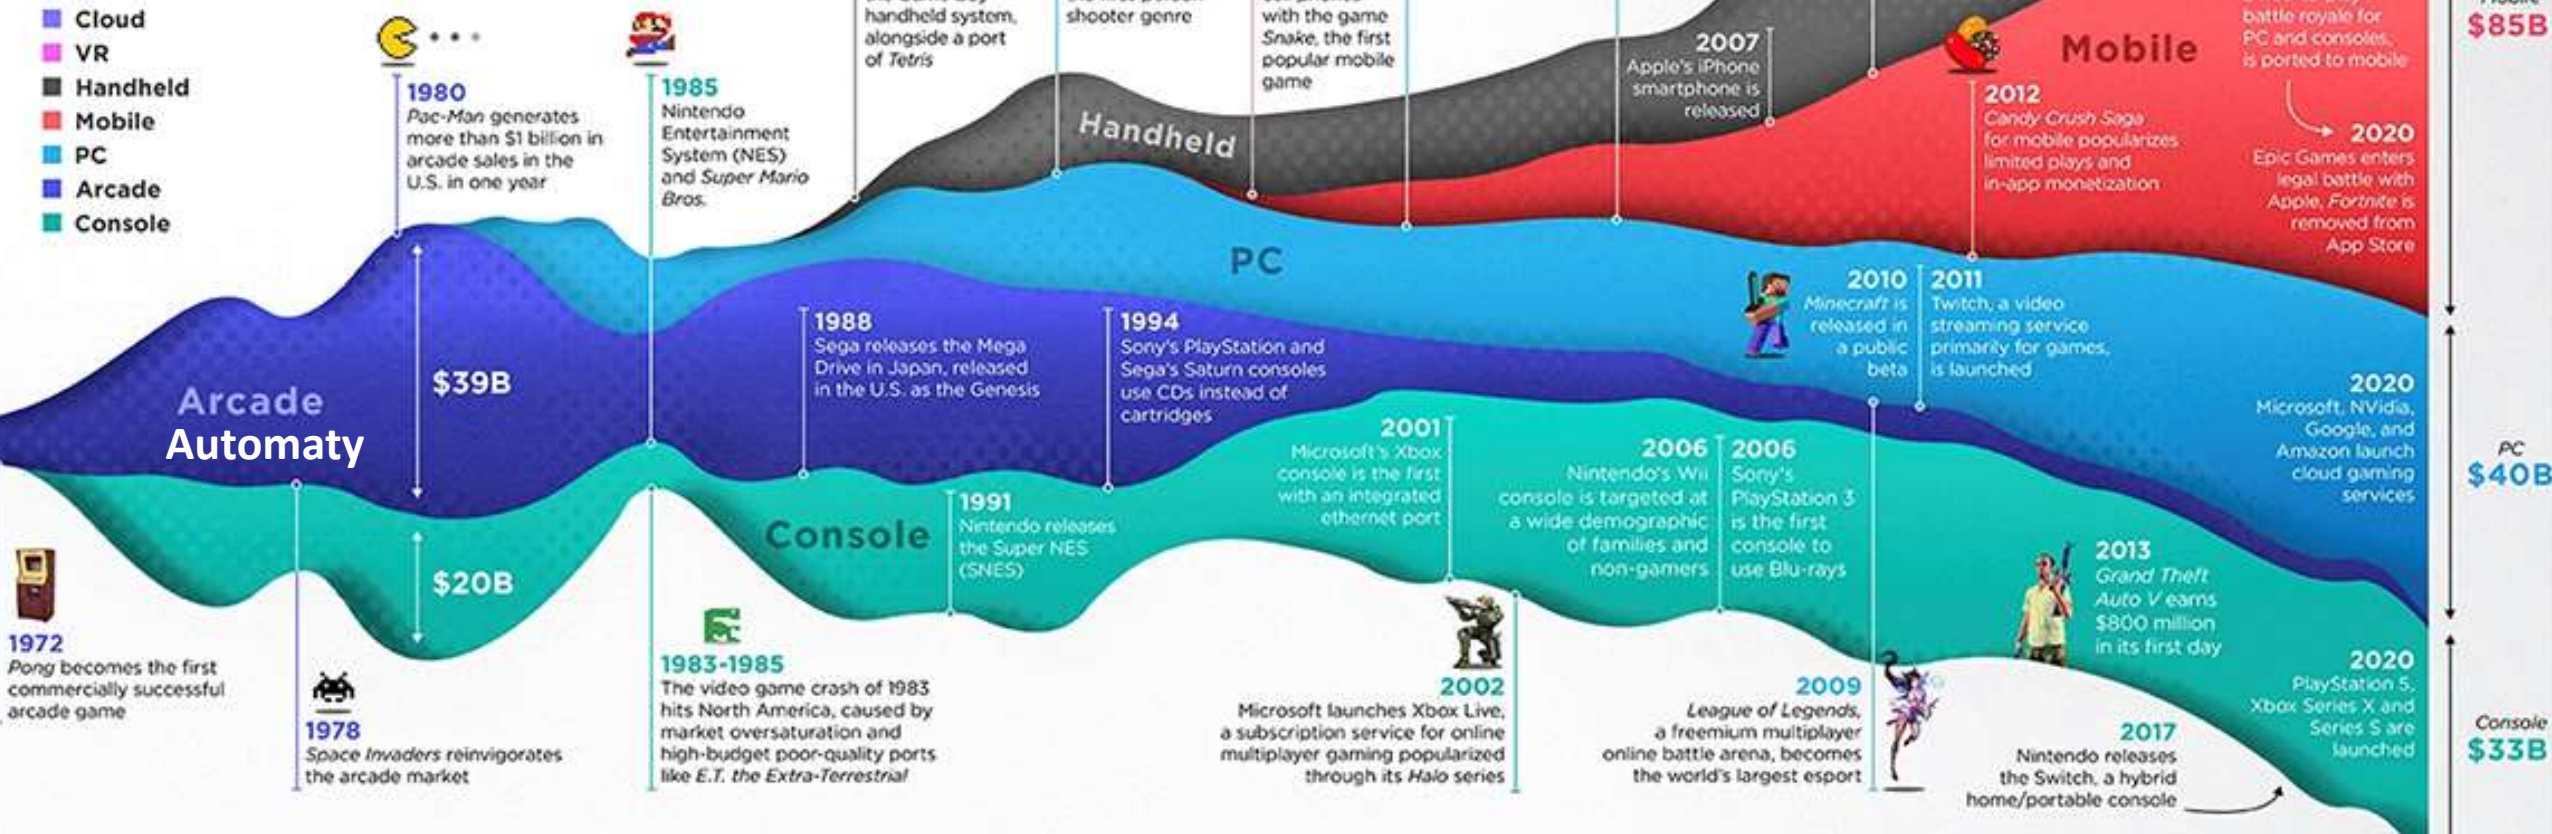 Cloud
VR
Handheld
Mobile
PC
Arcade
Console
1980
Pac-Man generates
more than $1 billion in
arcade sales in the
U.S. in one year
1985
Nintendo
Entertainment
System (NES)
and Super Mario
Bros.
handheld system,
alongside a port
of Tetris
shooter genre
with the game
Snake, the first
popular mobile
game
2007
Apple's iPhone
smartphone is
released
Handheld
Mobile
2012
Candy Crush Saga
for mobile popularizes
limited plays and
in-app monetization
battle royale for
PC and consoles,
is ported to mobile
2020
Epic Games enters
legal battle with
Apple, Fortnite is
removed from
App Store
Mobile
$85B
PC
2010
Minecraft is
released in
a public
beta
2011
Twitch, a video
streaming service
primarily for games,
is launched
1988
Sega releases the Mega
Drive in Japan, released
in the U.S. as the Genesis
1994
Sony's PlayStation and
Sega's Saturn consoles
use CDs instead of
cartridges
$39B
Arcade
Automaty
2020
Microsoft, NVidia,
Google, and
Amazon launch
cloud gaming
services
PC
$40B
2001
Microsoft's Xbox
console is the first
with an integrated
ethernet port
2006
Nintendo's Wii
console is targeted at
a wide demographic
of families and
non-gamers
2006
Sony's
PlayStation 3
is the first
console to
use Blu-rays
Console
1991
Nintendo releases
the Super NES
(SNES)
$20B
2013
Grand Theft
Auto V earns
$800 million
in its first day
1972
Pong becomes the first
commercially successful
arcade game
1978
Space Invaders reinvigorates
the arcade market
1983-1985
The video game crash of 1983
hits North America, caused by
market oversaturation and
high-budget poor-quality ports
like E.T. the Extra-Terrestrial
2002
Microsoft launches Xbox Live,
a subscription service for online
multiplayer gaming popularized
through its Halo series
2009
League of Legends,
a freemium multiplayer
online battle arena, becomes
the world's largest esport
2017
Nintendo releases
the Switch, a hybrid
home/portable console
2020
PlayStation 5,
Xbox Series X and
Series S are
launched
Console
$33B